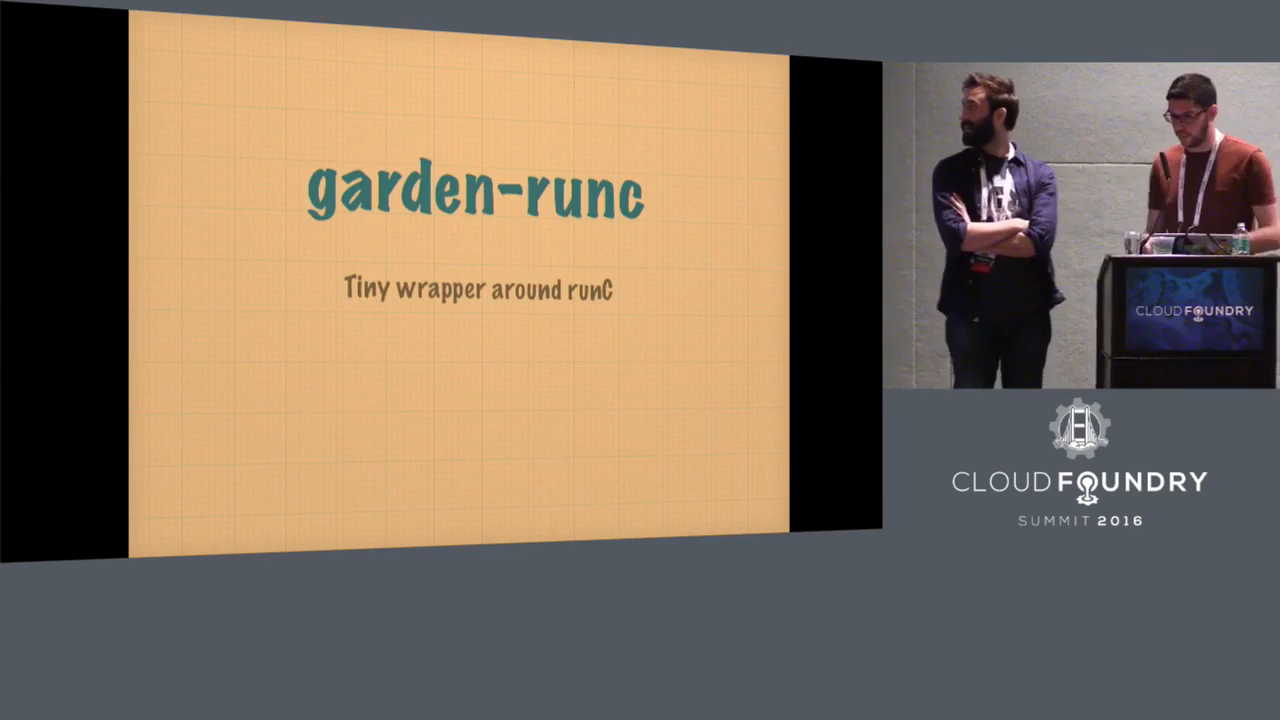 garden-runc
Tiny wrapper around runC
CLOUD FOUNDRY
CLOUD FOUNDRY
SUMMIT 2016